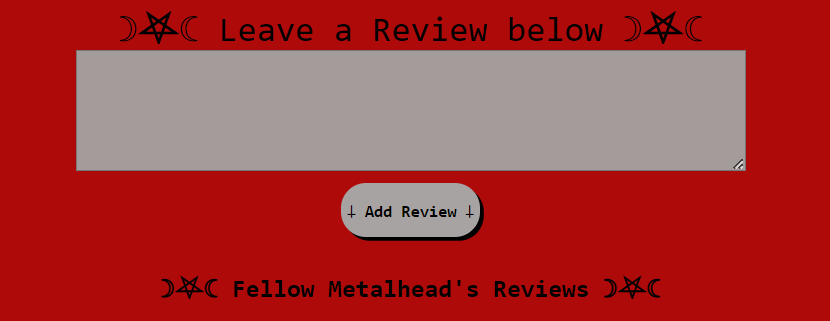 ☽⛧☾ Leave a Review below ☽⛧☾
⸸ Add Review ⸸
☽⛧☾ Fellow Metalhead's Reviews ☽⛧☾